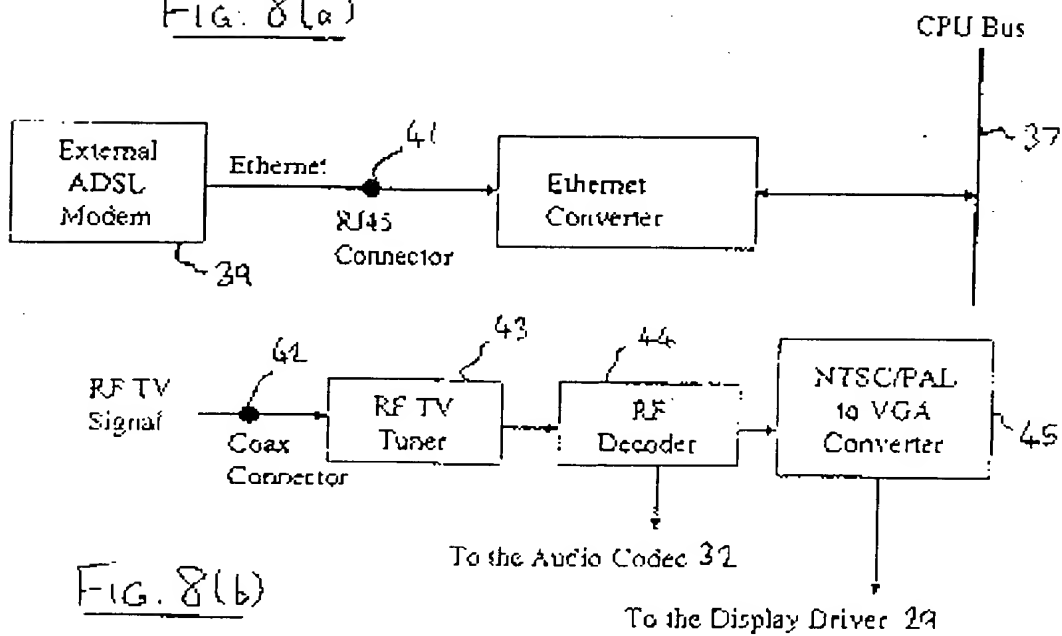 FIG. 8(a)
CPU Bus
37
External
ADSL
Modem
39
Ethernet
41
RJ45
Connector
Ethernet
Converter
RF TV
Signal
42
Coax
Connector
43
RF TV
Tuner
44
RF
Decoder
NTSC/PAL
to VGA
Converter
45
To the Audio Codec 32
To the Display Driver 29
FIG. 8(b)